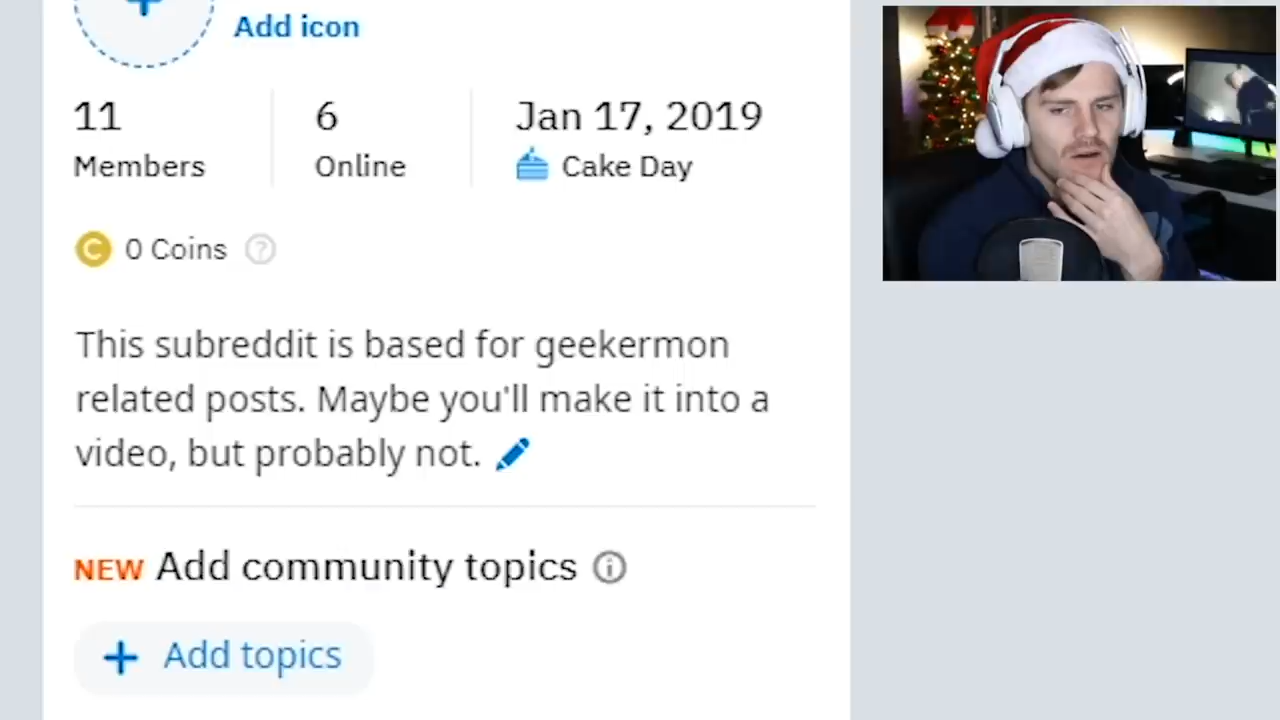 Add icon
11
6
Jan 17, 2019
Members
Online
Cake Day
0 Coins
This subreddit is based for geekermon
related posts. Maybe you'll make it into a
video, but probably not.
NEW Add community topics
+ Add topics